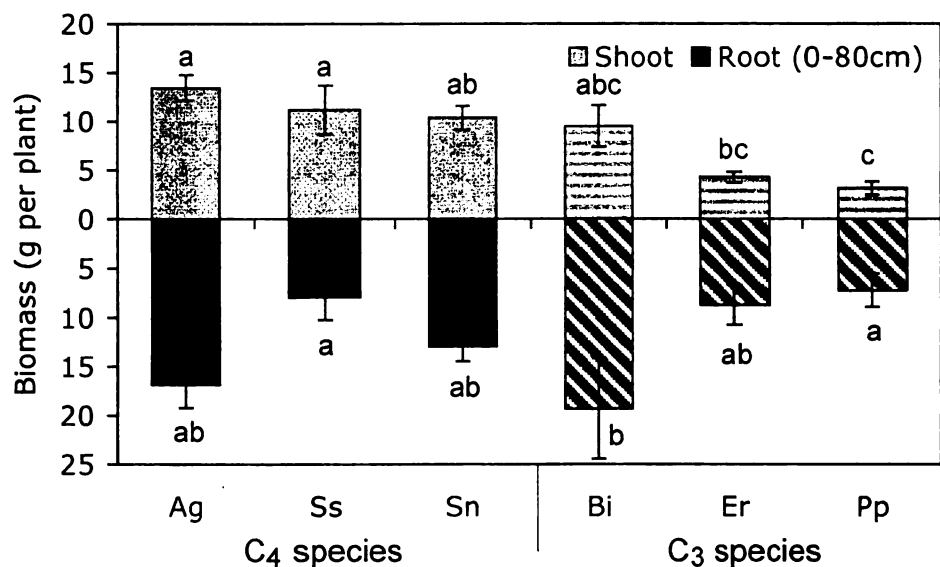 20
15
10
5
0
5
10
15
20
25
Biomass (g per plant)
Shoot Root (0-80cm)
a a ab abc bc c
ab a ab b ab a
Ag Ss Sn Bi Er Pp
C4 species C3 species